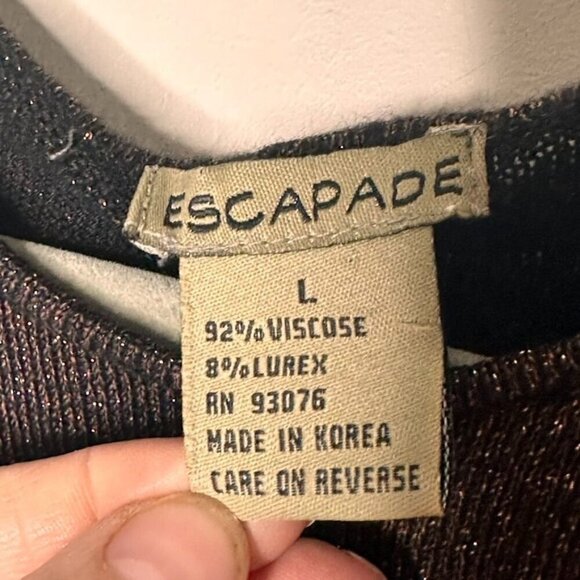 ESCAPADE
L
92% VISCOSE
8% LUREX
RN 93076
MADE IN KOREA
CARE ON REVERSE